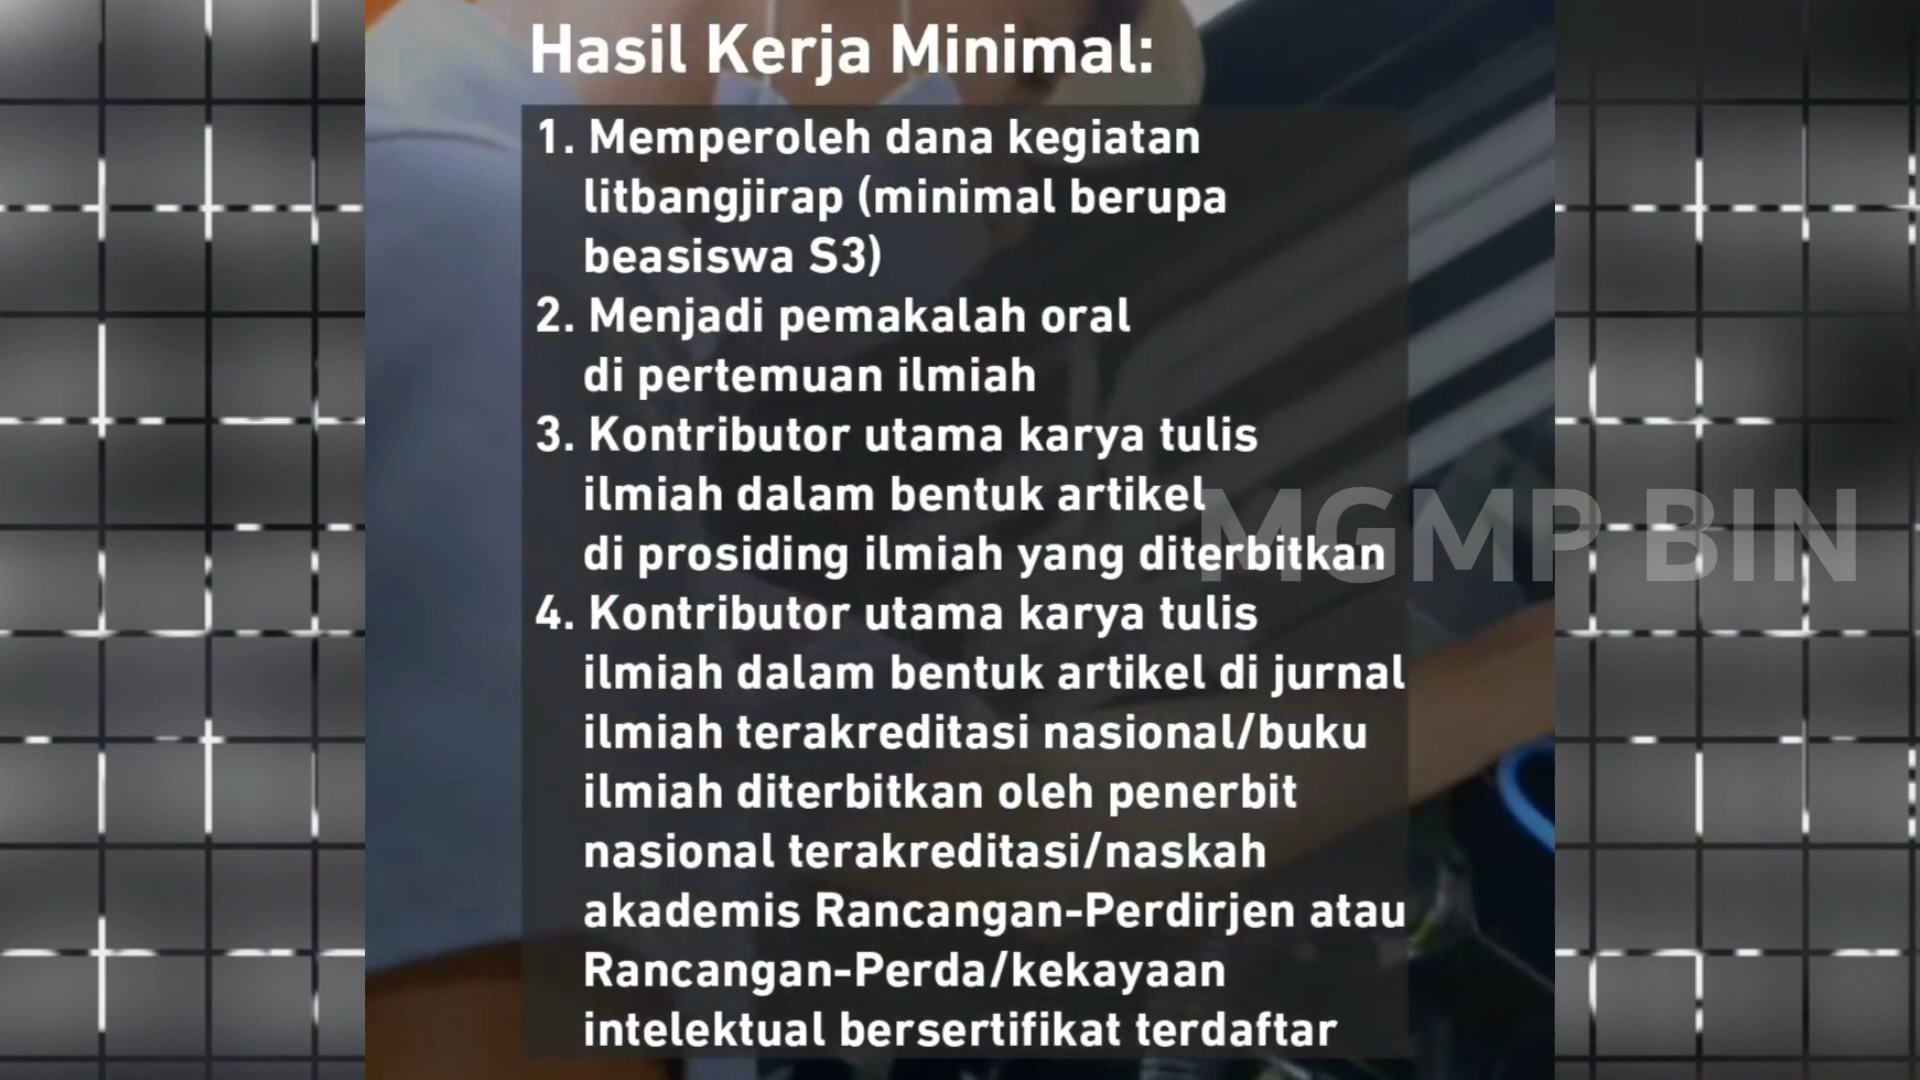 Hasil Kerja Minimal:
1. Memperoleh dana kegiatan
litbangjirap (minimal berupa
beasiswa S3)
2. Menjadi pemakalah oral
di pertemuan ilmiah
3. Kontributor utama karya tulis
ilmiah dalam bentuk artikel
di prosiding ilmiah yang diterbitkan
4. Kontributor utama karya tulis
ilmiah dalam bentuk artikel di jurnal
ilmiah terakreditasi nasional/buku
ilmiah diterbitkan oleh penerbit
nasional terakreditasi/naskah
akademis Rancangan-Perdirjen atau
Rancangan-Perda/kekayaan
intelektual bersertifikat terdaftar
MGMP BIN